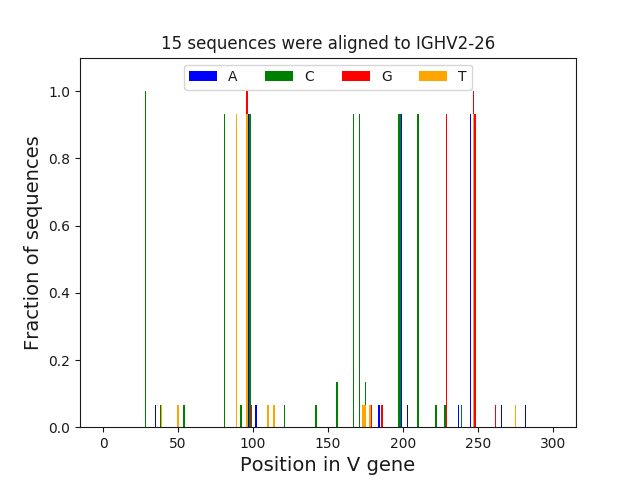 15 sequences were aligned to IGHV2-26
A C G T
1.0
0.8
0.6
0.4
0.2
0.0
Fraction of sequences
0 50 100 150 200 250 300
Position in V gene